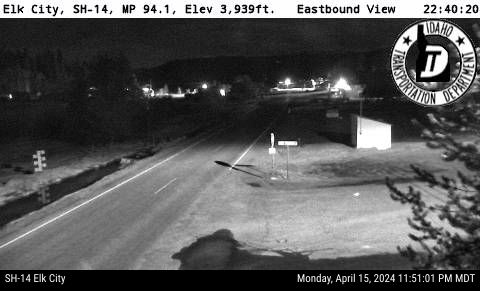 Elk City, SH-14, MP 94.1, Elev 3,939ft. Eastbound View 22:40:20
IDAHO
TRANSPORTATION DEPARTMENT
SH-14 Elk City Monday, April 15, 2024 11:51:01 PM MDT